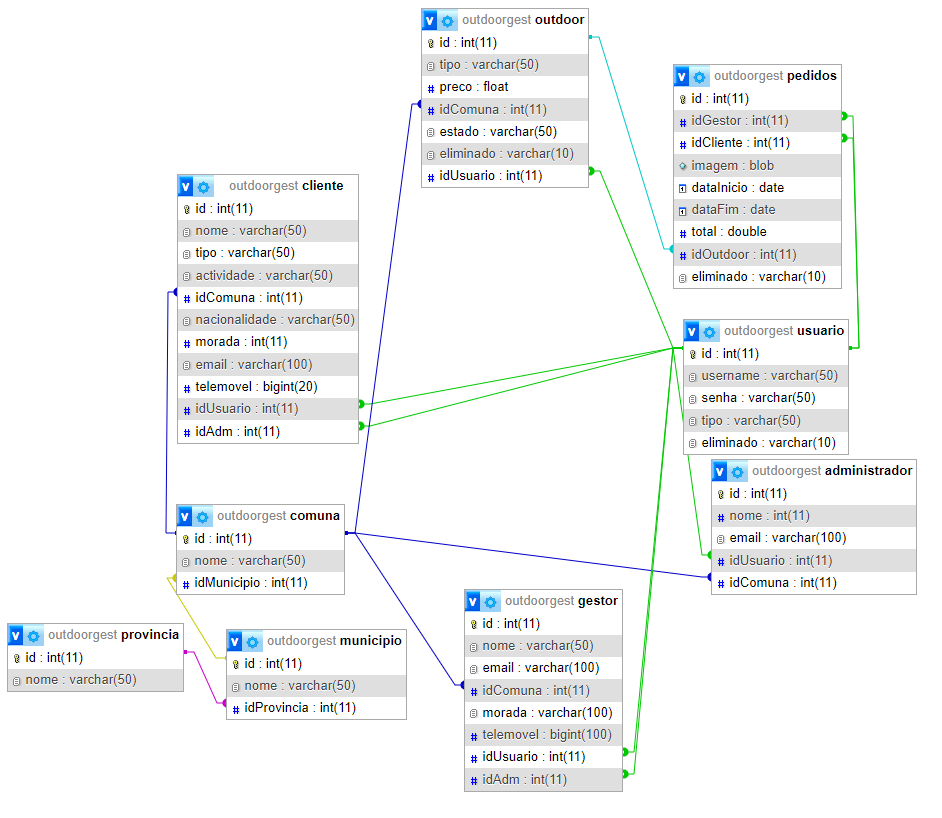 outdoorgest outdoor
id : int(11)
tipo : varchar(50)
preco : float
idComuna : int(11)
estado : varchar(50)
eliminado : varchar(10)
idUsuario : int(11)
outdoorgest pedidos
id : int(11)
idGestor : int(11)
idCliente : int(11)
imagem : blob
dataInicio : date
dataFim : date
total : double
idOutdoor : int(11)
eliminado : varchar(10)
outdoorgest cliente
id : int(11)
nome : varchar(50)
tipo : varchar(50)
actividade : varchar(50)
idComuna : int(11)
nacionalidade : varchar(50)
morada : int(11)
email : varchar(100)
telemovel : bigint(20)
idUsuario : int(11)
idAdm : int(11)
outdoorgest usuario
id : int(11)
username : varchar(50)
senha : varchar(50)
tipo : varchar(50)
eliminado : varchar(10)
outdoorgest administrador
id : int(11)
nome : int(11)
email : varchar(100)
idUsuario : int(11)
idComuna : int(11)
outdoorgest comuna
id : int(11)
nome : varchar(50)
idMunicipio : int(11)
outdoorgest gestor
id : int(11)
nome : varchar(50)
email : varchar(100)
idComuna : int(11)
morada : varchar(100)
telemovel : bigint(100)
idUsuario : int(11)
idAdm : int(11)
outdoorgest provincia
id : int(11)
nome : varchar(50)
outdoorgest municipio
id : int(11)
nome : varchar(50)
idProvincia : int(11)